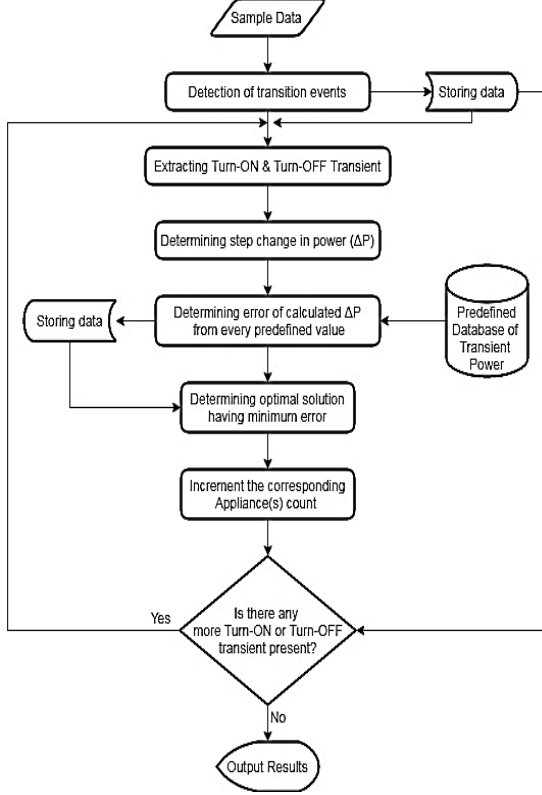 Sample Data
Detection of transition events
Storing data
Extracting Turn-ON & Turn-OFF Transient
Determining step change in power (ΔP)
Storing data
Determining error of calculated ΔP
from every predefined value
Predefined
Database of
Transient
Power
Determining optimal solution
having minimum error
Increment the corresponding
Appliance(s) count
Yes
Is there any
more Turn-ON or Turn-OFF
transient present?
No
Output Results